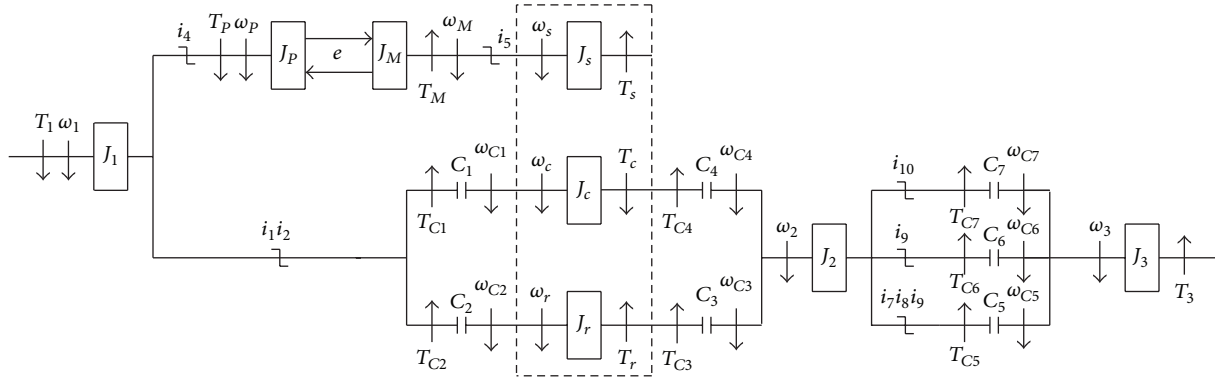 i4 TP ωP JP e JM TM ωM i5 ωs Js Ts
T1 ω1 J1
TC1 C1 ωC1 ωc Jc Tc TC4 C4 ωC4
i10 TC7 C7 ωC7
i1i2
ω2 J2
i9 TC6 C6 ωC6
ω3 J3 T3
TC2 C2 ωC2 ωr Jr Tr TC3 C3 ωC3
i7i8i9 TC5 C5 ωC5